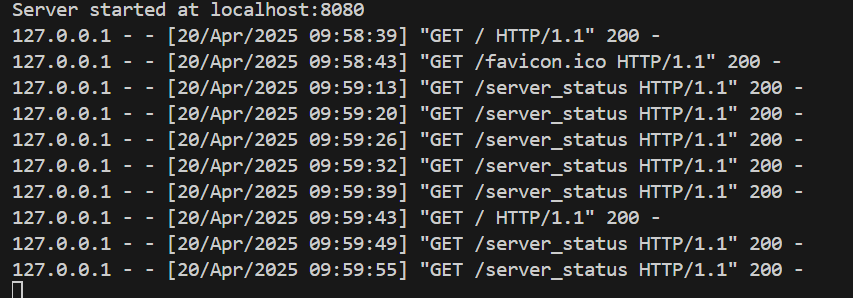 Server started at localhost:8080
127.0.0.1 - - [20/Apr/2025 09:58:39] "GET / HTTP/1.1" 200 -
127.0.0.1 - - [20/Apr/2025 09:58:43] "GET /favicon.ico HTTP/1.1" 200 -
127.0.0.1 - - [20/Apr/2025 09:59:13] "GET /server_status HTTP/1.1" 200 -
127.0.0.1 - - [20/Apr/2025 09:59:20] "GET /server_status HTTP/1.1" 200 -
127.0.0.1 - - [20/Apr/2025 09:59:26] "GET /server_status HTTP/1.1" 200 -
127.0.0.1 - - [20/Apr/2025 09:59:32] "GET /server_status HTTP/1.1" 200 -
127.0.0.1 - - [20/Apr/2025 09:59:39] "GET /server_status HTTP/1.1" 200 -
127.0.0.1 - - [20/Apr/2025 09:59:43] "GET / HTTP/1.1" 200 -
127.0.0.1 - - [20/Apr/2025 09:59:49] "GET /server_status HTTP/1.1" 200 -
127.0.0.1 - - [20/Apr/2025 09:59:55] "GET /server_status HTTP/1.1" 200 -